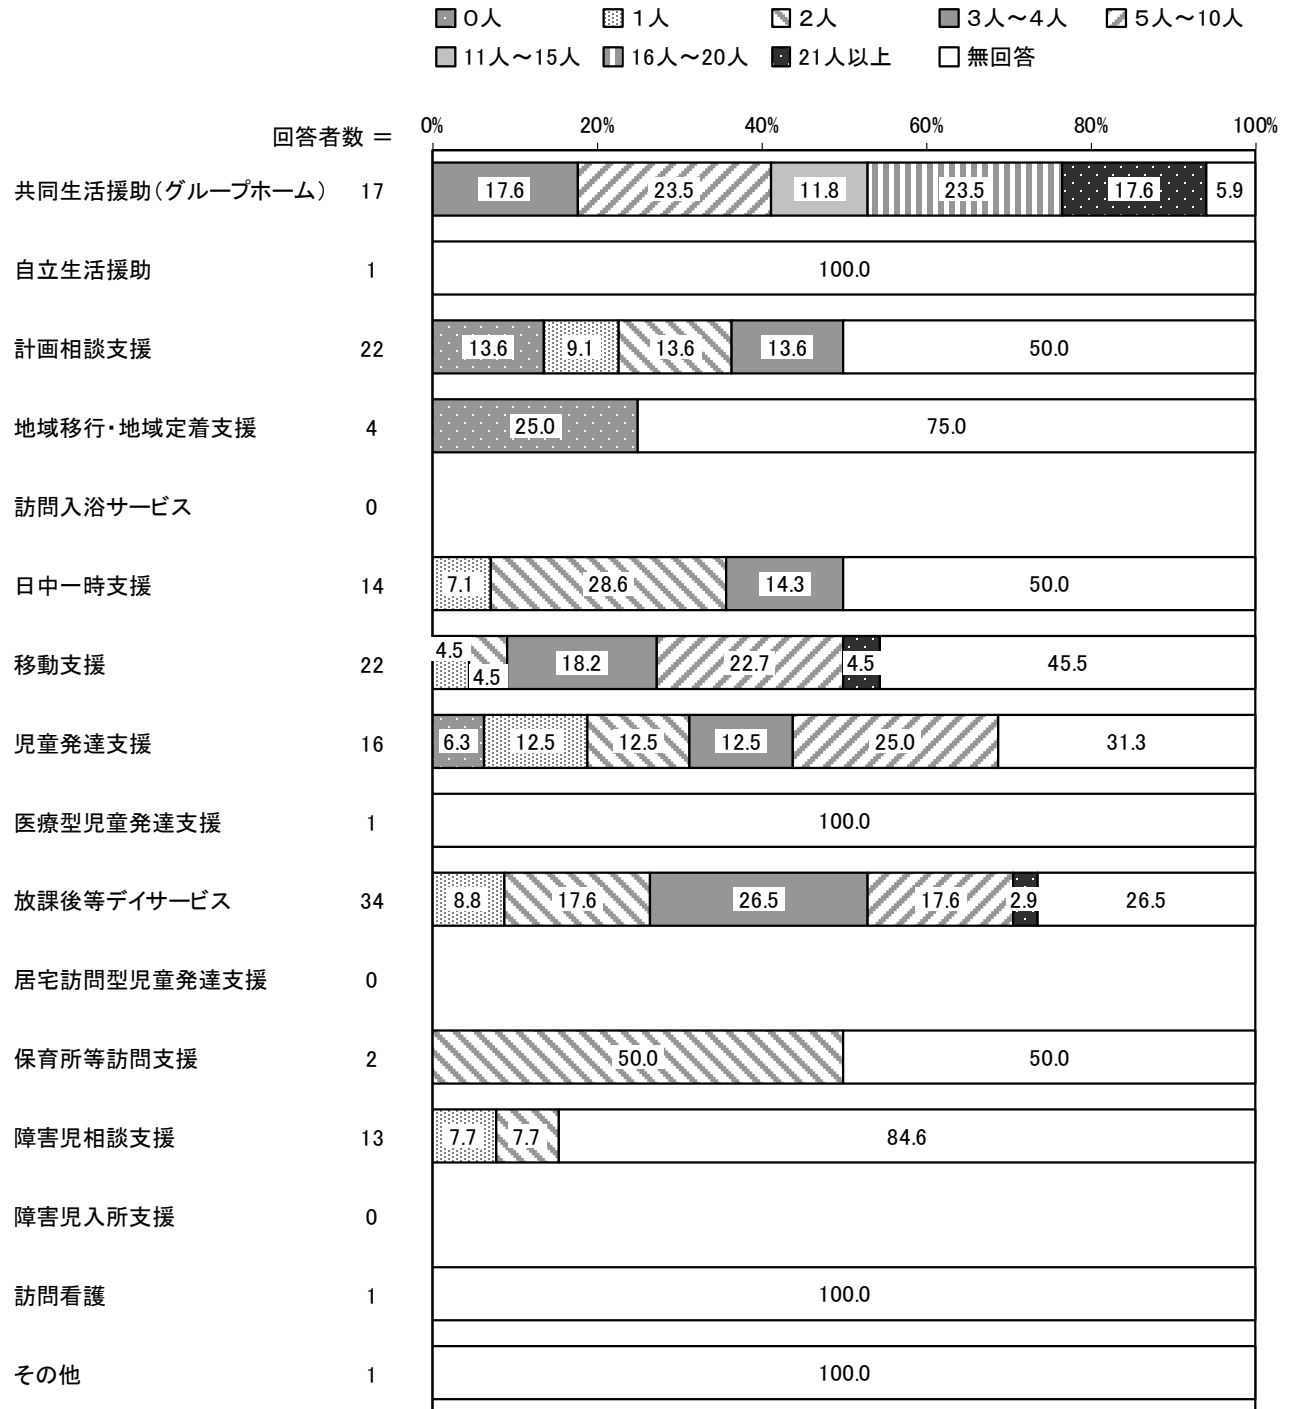 ０人 １人 ２人 ３人～４人 ５人～10人
11人～15人 16人～20人 21人以上 無回答
回答者数 ＝ 0% 20% 40% 60% 80% 100%
共同生活援助（グループホーム） 17 17.6 23.5 11.8 23.5 17.6 5.9
自立生活援助 1 100.0
計画相談支援 22 13.6 9.1 13.6 13.6 50.0
地域移行・地域定着支援 4 25.0 75.0
訪問入浴サービス 0
日中一時支援 14 7.1 28.6 14.3 50.0
移動支援 22 4.5 4.5 18.2 22.7 4.5 45.5
児童発達支援 16 6.3 12.5 12.5 12.5 25.0 31.3
医療型児童発達支援 1 100.0
放課後等デイサービス 34 8.8 17.6 26.5 17.6 2.9 26.5
居宅訪問型児童発達支援 0
保育所等訪問支援 2 50.0 50.0
障害児相談支援 13 7.7 7.7 84.6
障害児入所支援 0
訪問看護 1 100.0
その他 1 100.0